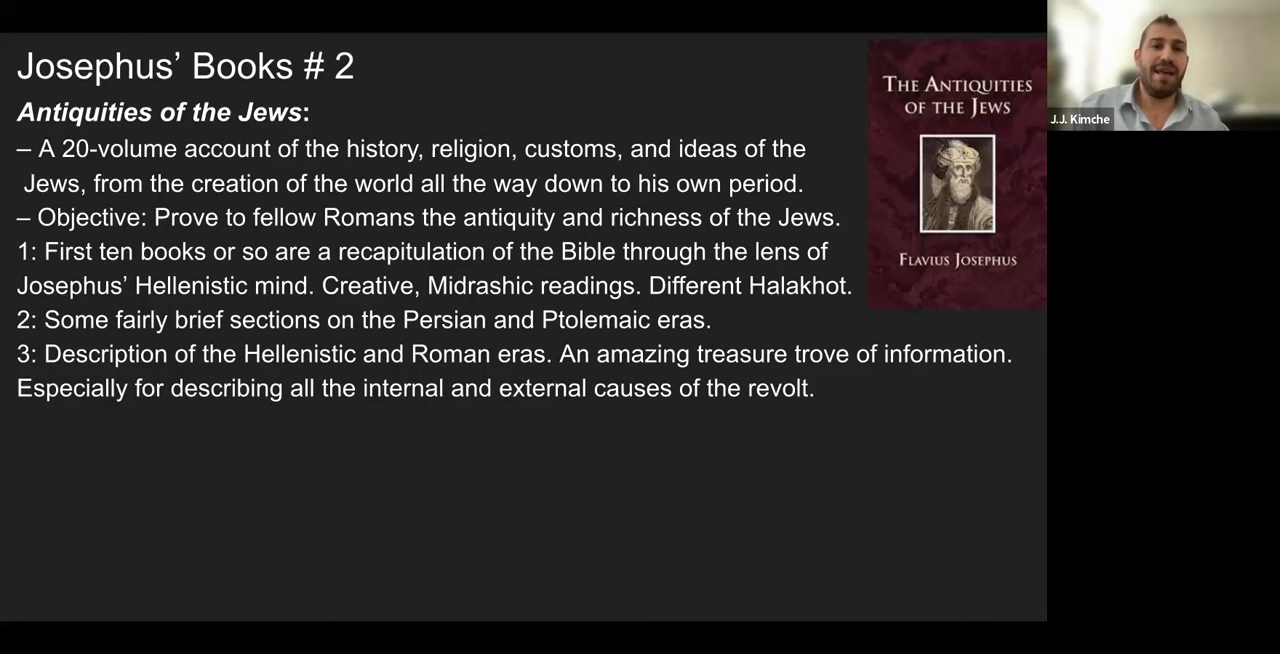 Josephus’ Books # 2
Antiquities of the Jews:
– A 20-volume account of the history, religion, customs, and ideas of the
Jews, from the creation of the world all the way down to his own period.
– Objective: Prove to fellow Romans the antiquity and richness of the Jews.
1: First ten books or so are a recapitulation of the Bible through the lens of
Josephus’ Hellenistic mind. Creative, Midrashic readings. Different Halakhot.
2: Some fairly brief sections on the Persian and Ptolemaic eras.
3: Description of the Hellenistic and Roman eras. An amazing treasure trove of information.
Especially for describing all the internal and external causes of the revolt.
THE ANTIQUITIES
OF THE JEWS
FLAVIUS JOSEPHUS
J.J. Kimche